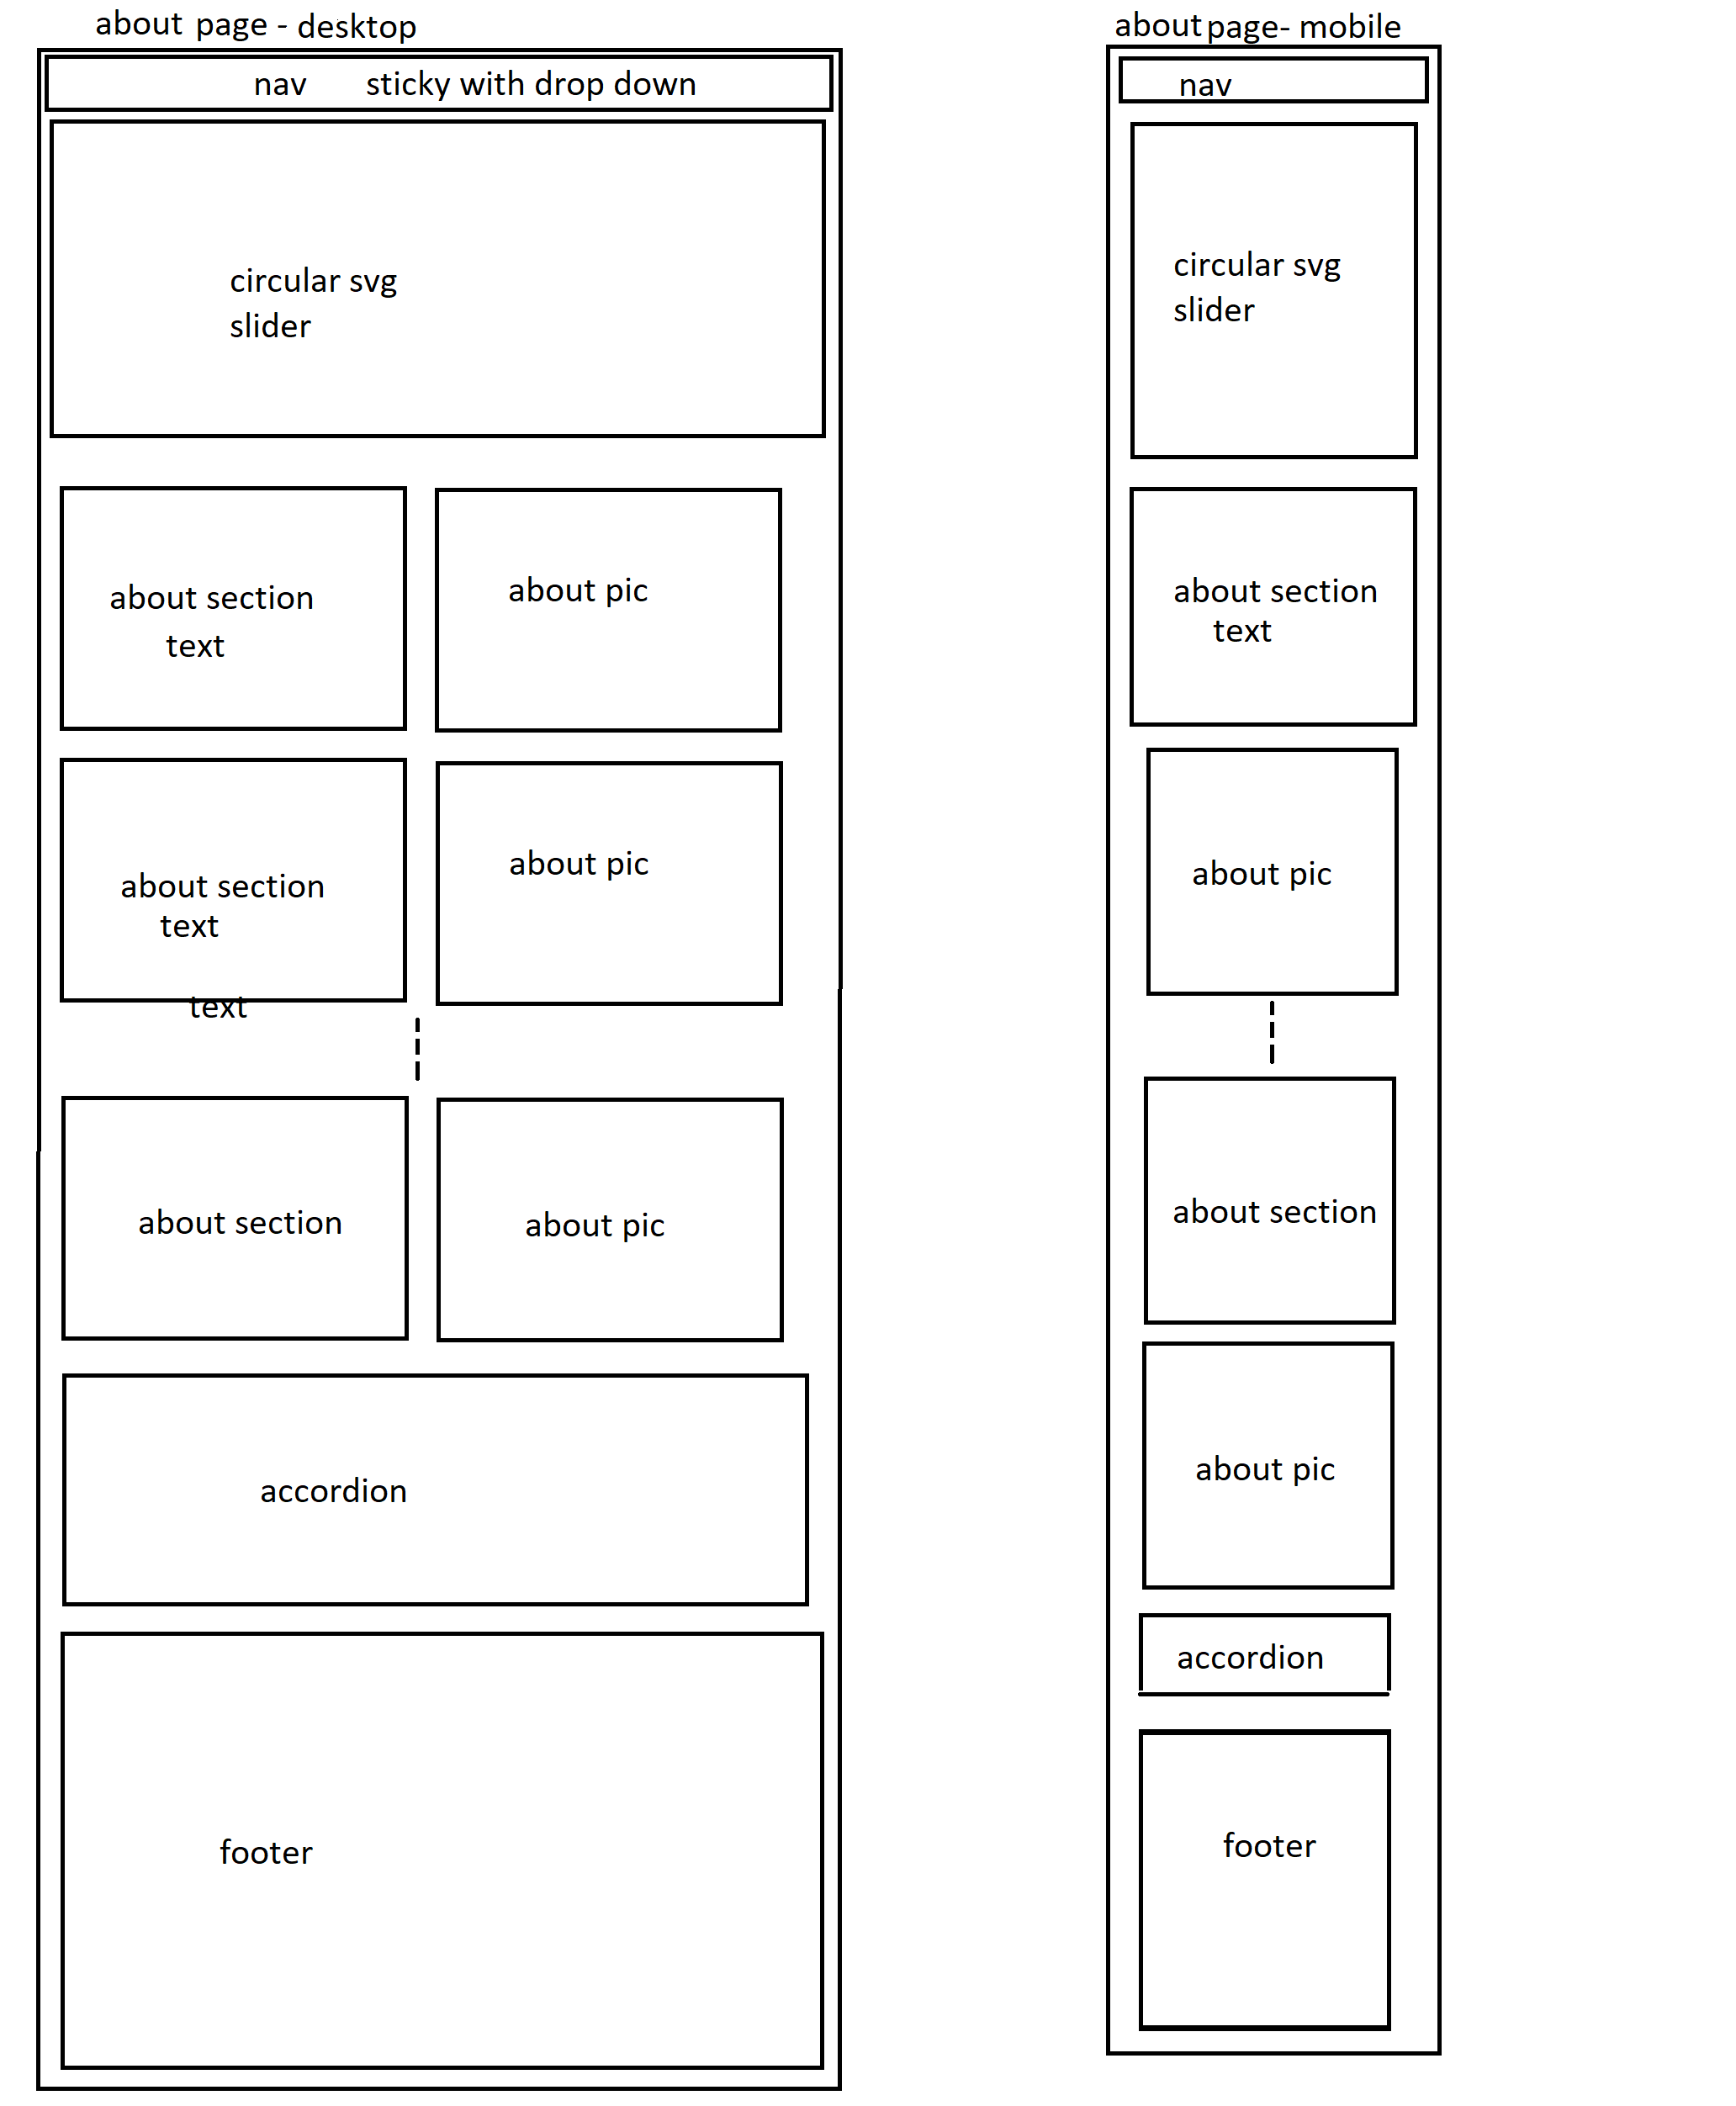 about page - desktop
nav sticky with drop down
circular svg
slider
about section
text
about pic
about section
text
text
about pic
about section
about pic
accordion
footer
about page- mobile
nav
circular svg
slider
about section
text
about pic
about section
about pic
accordion
footer